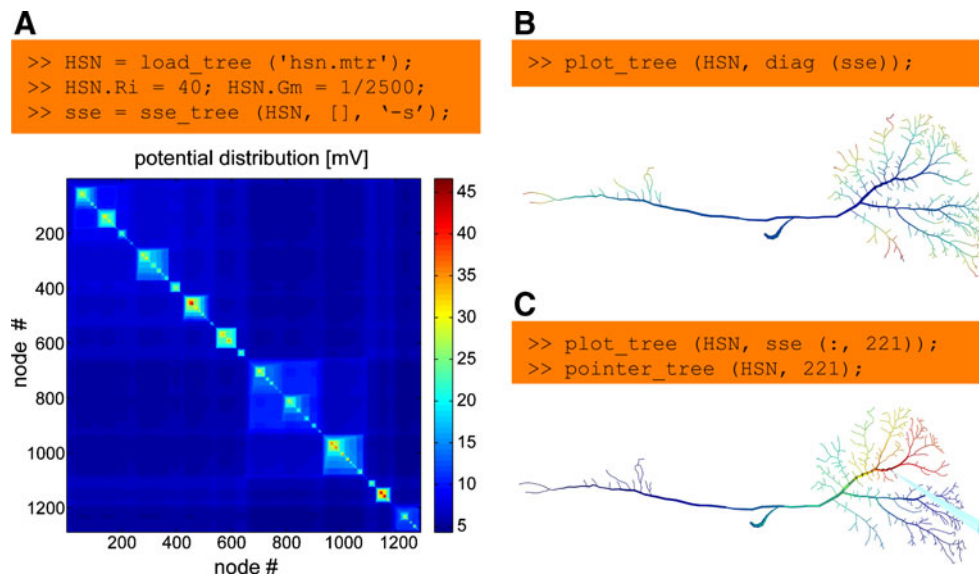 A
>> HSN = load_tree ('hsn.mtr');
>> HSN.Ri = 40; HSN.Gm = 1/2500;
>> sse = sse_tree (HSN, [], ‘-s’);
potential distribution [mV]
node #
200
400
600
800
1000
1200
200 400 600 800 1000 1200
node #
45
40
35
30
25
20
15
10
5
B
>> plot_tree (HSN, diag (sse));
C
>> plot_tree (HSN, sse (:, 221));
>> pointer_tree (HSN, 221);